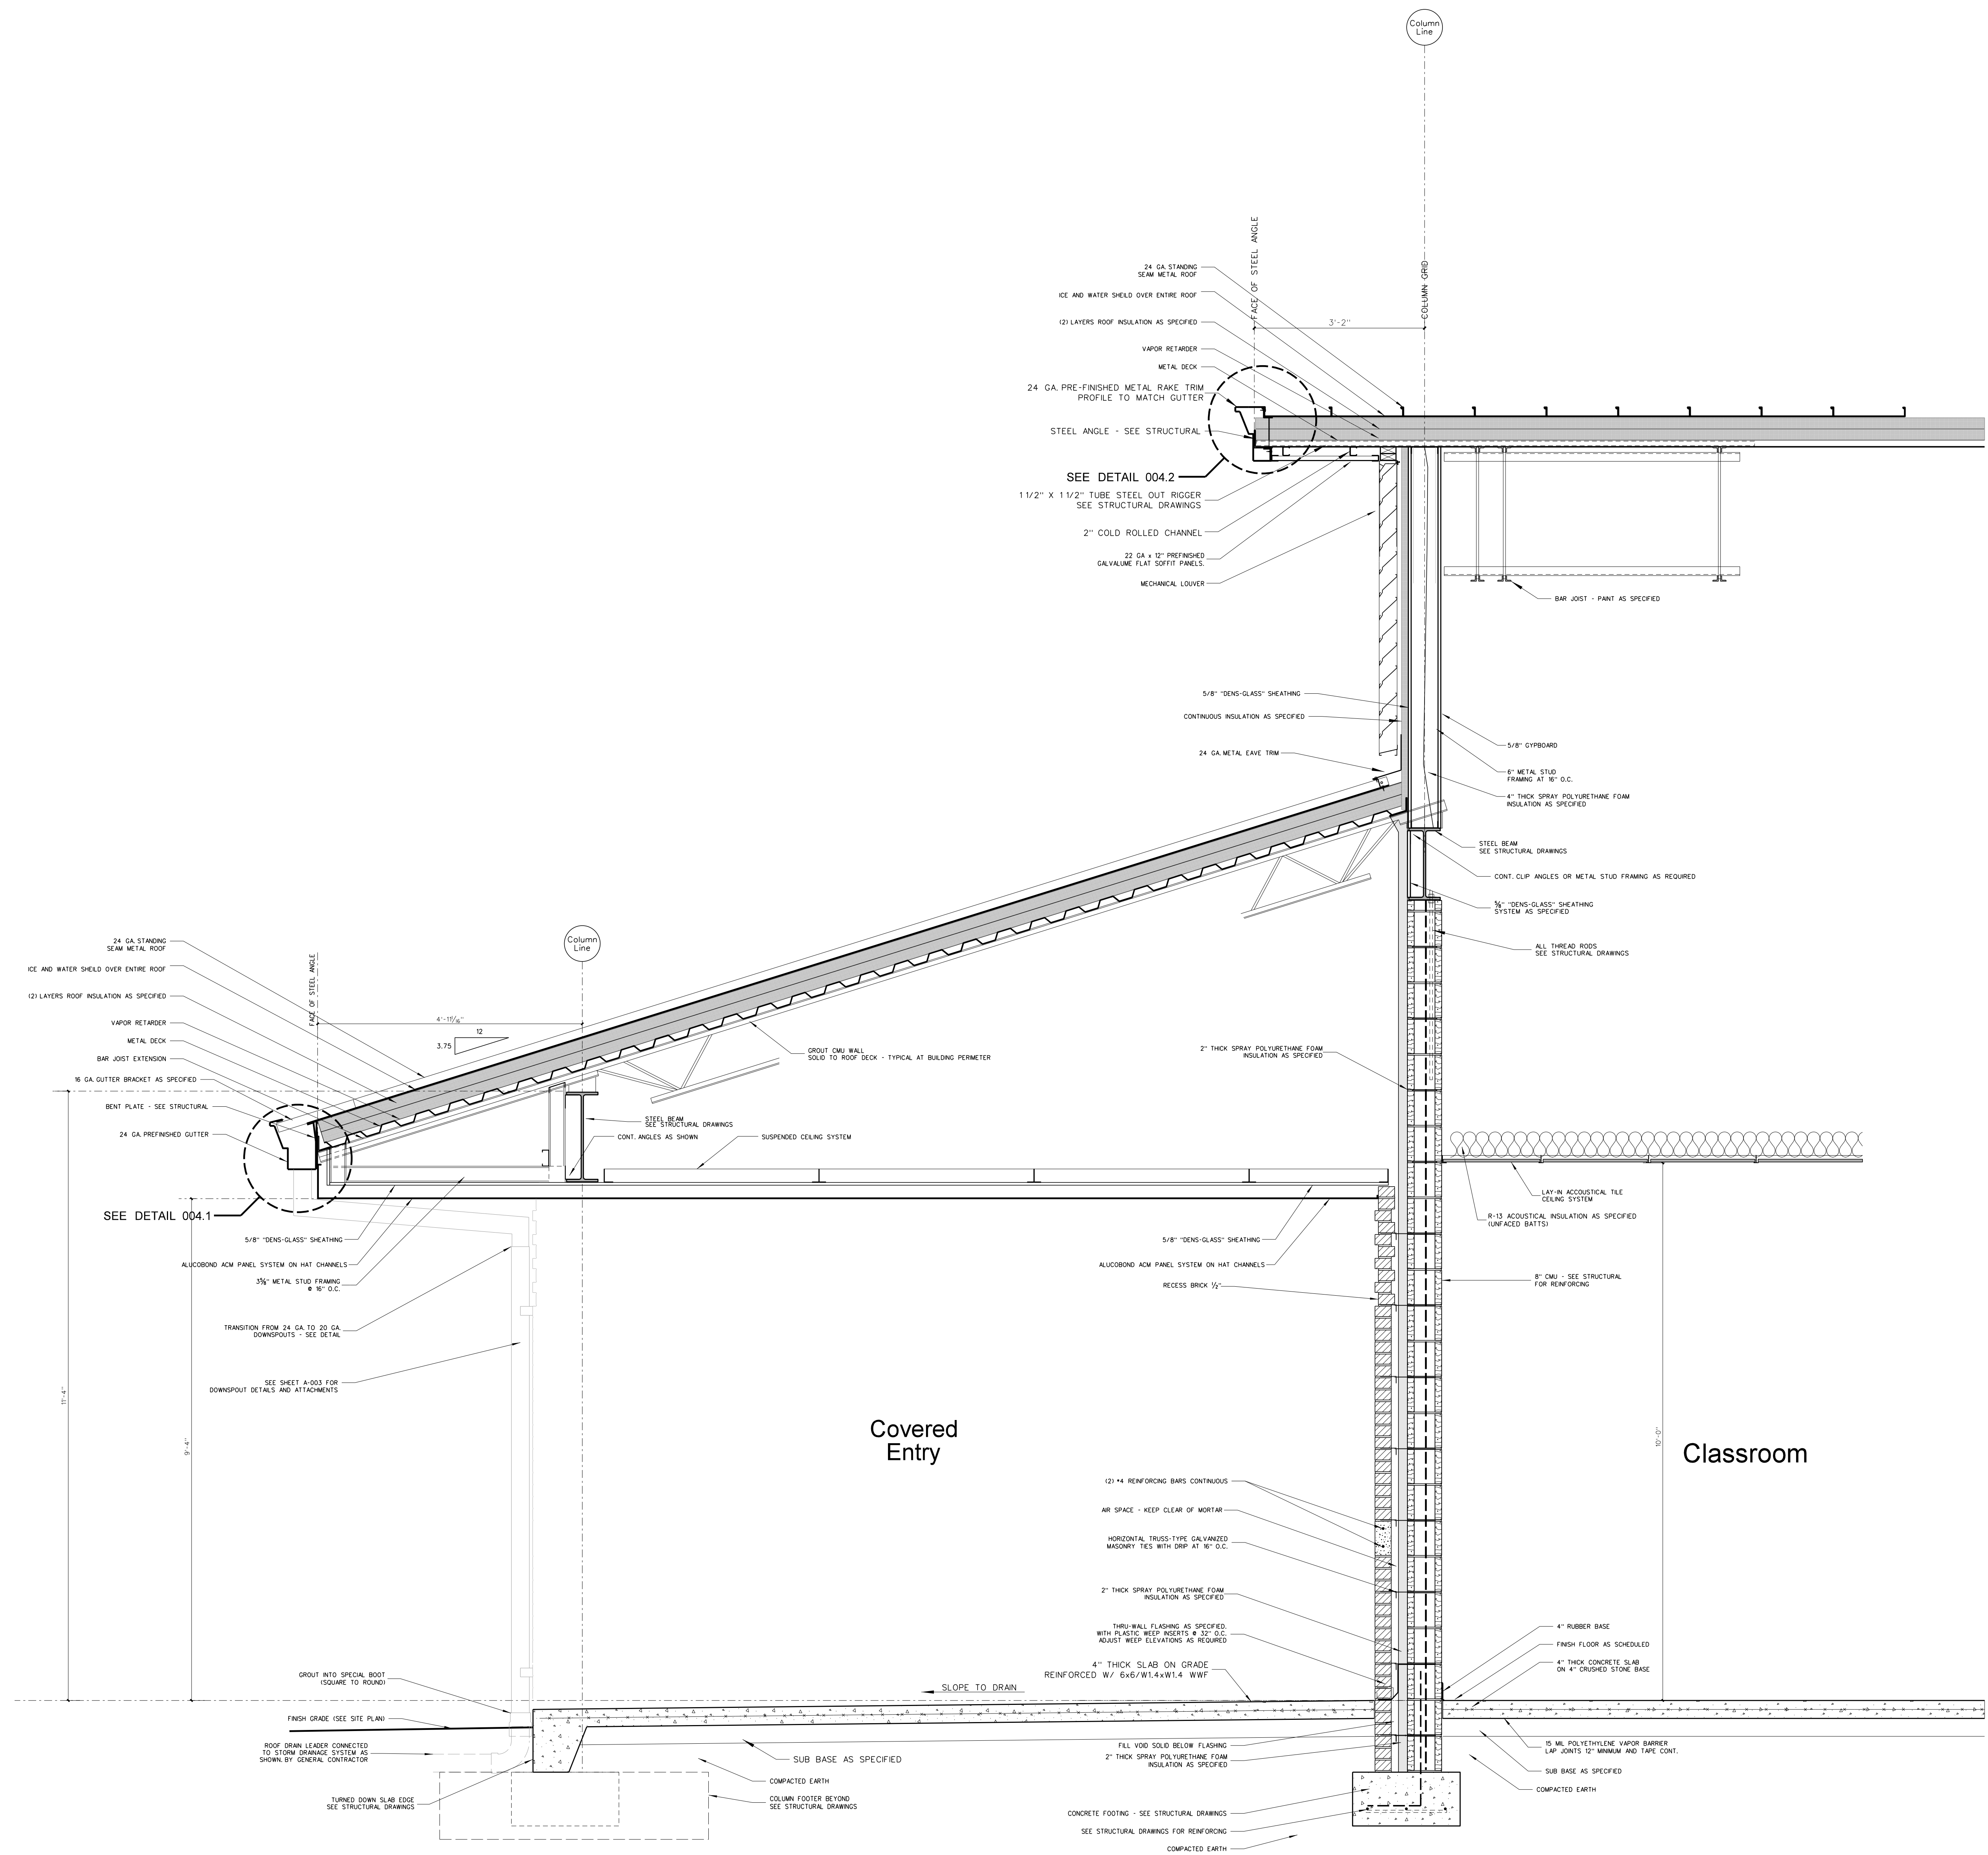 Column
Line
FACE OF STEEL ANGLE
COLUMN GRID
3'-2"
24 GA. STANDING
SEAM METAL ROOF
ICE AND WATER SHEILD OVER ENTIRE ROOF
(2) LAYERS ROOF INSULATION AS SPECIFIED
VAPOR RETARDER
METAL DECK
24 GA. PRE-FINISHED METAL RAKE TRIM
PROFILE TO MATCH GUTTER
STEEL ANGLE - SEE STRUCTURAL
SEE DETAIL 004.2
1 1/2" X 1 1/2" TUBE STEEL OUT RIGGER
SEE STRUCTURAL DRAWINGS
2" COLD ROLLED CHANNEL
22 GA x 12" PREFINISHED
GALVALUME FLAT SOFFIT PANELS.
MECHANICAL LOUVER
BAR JOIST - PAINT AS SPECIFIED
5/8" "DENS-GLASS" SHEATHING
CONTINUOUS INSULATION AS SPECIFIED
24 GA. METAL EAVE TRIM
5/8" GYPBOARD
6" METAL STUD
FRAMING AT 16" O.C.
4" THICK SPRAY POLYURETHANE FOAM
INSULATION AS SPECIFIED
STEEL BEAM
SEE STRUCTURAL DRAWINGS
CONT. CLIP ANGLES OR METAL STUD FRAMING AS REQUIRED
⅝" "DENS-GLASS" SHEATHING
SYSTEM AS SPECIFIED
ALL THREAD RODS
SEE STRUCTURAL DRAWINGS
Column
Line
24 GA. STANDING
SEAM METAL ROOF
ICE AND WATER SHEILD OVER ENTIRE ROOF
(2) LAYERS ROOF INSULATION AS SPECIFIED
VAPOR RETARDER
METAL DECK
BAR JOIST EXTENSION
16 GA. GUTTER BRACKET AS SPECIFIED
BENT PLATE - SEE STRUCTURAL
24 GA. PREFINISHED GUTTER
FACE OF STEEL ANGLE
4'-11 1/16"
12
3.75
GROUT CMU WALL
SOLID TO ROOF DECK - TYPICAL AT BUILDING PERIMETER
2" THICK SPRAY POLYURETHANE FOAM
INSULATION AS SPECIFIED
STEEL BEAM
SEE STRUCTURAL DRAWINGS
CONT. ANGLES AS SHOWN
SUSPENDED CEILING SYSTEM
SEE DETAIL 004.1
LAY-IN ACCOUSTICAL TILE
CEILING SYSTEM
R-13 ACOUSTICAL INSULATION AS SPECIFIED
(UNFACED BATTS)
5/8" "DENS-GLASS" SHEATHING
ALUCOBOND ACM PANEL SYSTEM ON HAT CHANNELS
3⅝" METAL STUD FRAMING
@ 16" O.C.
5/8" "DENS-GLASS" SHEATHING
ALUCOBOND ACM PANEL SYSTEM ON HAT CHANNELS
RECESS BRICK ½"
8" CMU - SEE STRUCTURAL
FOR REINFORCING
TRANSITION FROM 24 GA. TO 20 GA.
DOWNSPOUTS - SEE DETAIL
SEE SHEET A-003 FOR
DOWNSPOUT DETAILS AND ATTACHMENTS
11'-4"
9'-4"
Covered
Entry
10'-0"
Classroom
(2) #4 REINFORCING BARS CONTINUOUS
AIR SPACE - KEEP CLEAR OF MORTAR
HORIZONTAL TRUSS-TYPE GALVANIZED
MASONRY TIES WITH DRIP AT 16" O.C.
2" THICK SPRAY POLYURETHANE FOAM
INSULATION AS SPECIFIED
THRU-WALL FLASHING AS SPECIFIED.
WITH PLASTIC WEEP INSERTS @ 32" O.C.
ADJUST WEEP ELEVATIONS AS REQUIRED
4" THICK SLAB ON GRADE
REINFORCED W/ 6x6/W1.4xW1.4 WWF
SLOPE TO DRAIN
4" RUBBER BASE
FINISH FLOOR AS SCHEDULED
4" THICK CONCRETE SLAB
ON 4" CRUSHED STONE BASE
GROUT INTO SPECIAL BOOT
(SQUARE TO ROUND)
FINISH GRADE (SEE SITE PLAN)
ROOF DRAIN LEADER CONNECTED
TO STORM DRAINAGE SYSTEM AS
SHOWN. BY GENERAL CONTRACTOR
TURNED DOWN SLAB EDGE
SEE STRUCTURAL DRAWINGS
SUB BASE AS SPECIFIED
COMPACTED EARTH
COLUMN FOOTER BEYOND
SEE STRUCTURAL DRAWINGS
FILL VOID SOLID BELOW FLASHING
2" THICK SPRAY POLYURETHANE FOAM
INSULATION AS SPECIFIED
CONCRETE FOOTING - SEE STRUCTURAL DRAWINGS
SEE STRUCTURAL DRAWINGS FOR REINFORCING
COMPACTED EARTH
15 MIL POLYETHYLENE VAPOR BARRIER
LAP JOINTS 12" MINIMUM AND TAPE CONT.
SUB BASE AS SPECIFIED
COMPACTED EARTH